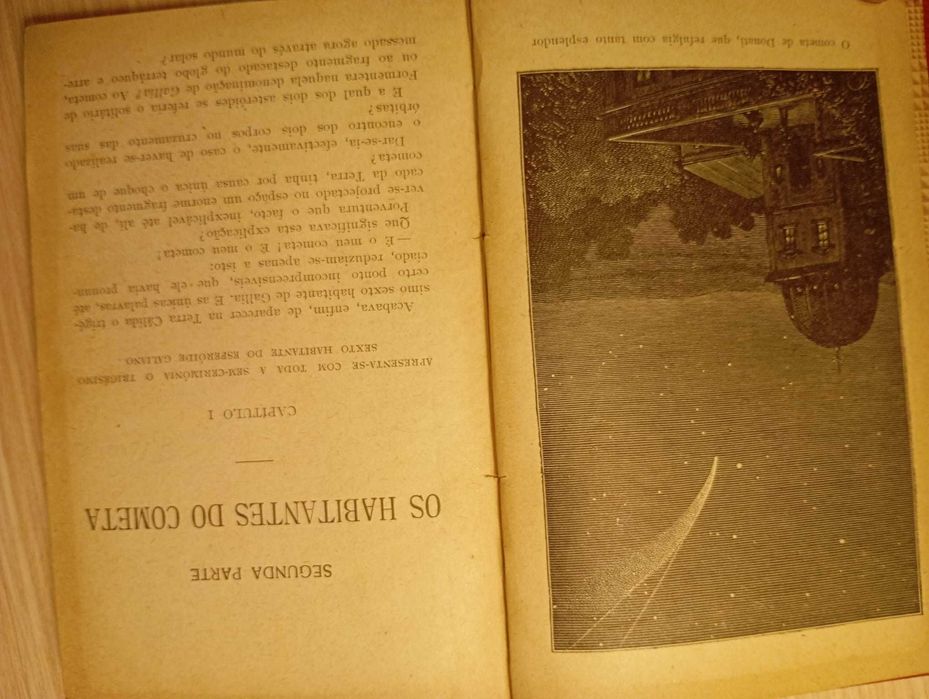 O cometa de Donati, que refulgia com tanto esplendor
SEGUNDA PARTE
OS HABITANTES DO COMETA
CAPÍTULO I
APRESENTA-SE COM TODA A SEM-CERIMÓNIA O TRIGÉSIMO
SEXTO HABITANTE DO ESFERÓIDE GALIANO
Acabava, enfim, de aparecer na Terra Cálida o trigé-
simo sexto habitante de Gallia. E as únicas palavras, até
certo ponto incompreensíveis, que ele havia pronun-
ciado, reduziam-se apenas a isto:
— É o meu cometa! É o meu cometa!
Que significava esta explicação?
Porventura que o facto, inexplicável até ali, de ha-
ver-se projectado no espaço um enorme fragmento desta-
cado da Terra, tinha por causa única o choque de um
cometa?
Dar-se-ia, efectivamente, o caso de haver-se realizado
o encontro dos dois corpos no cruzamento das suas
órbitas?
E a qual dos dois asteróides se referia o solitário de
Formentera naquela denominação de Gallia? Ao cometa,
ou ao fragmento destacado do globo terráqueo e arre-
messado agora através do mundo solar?